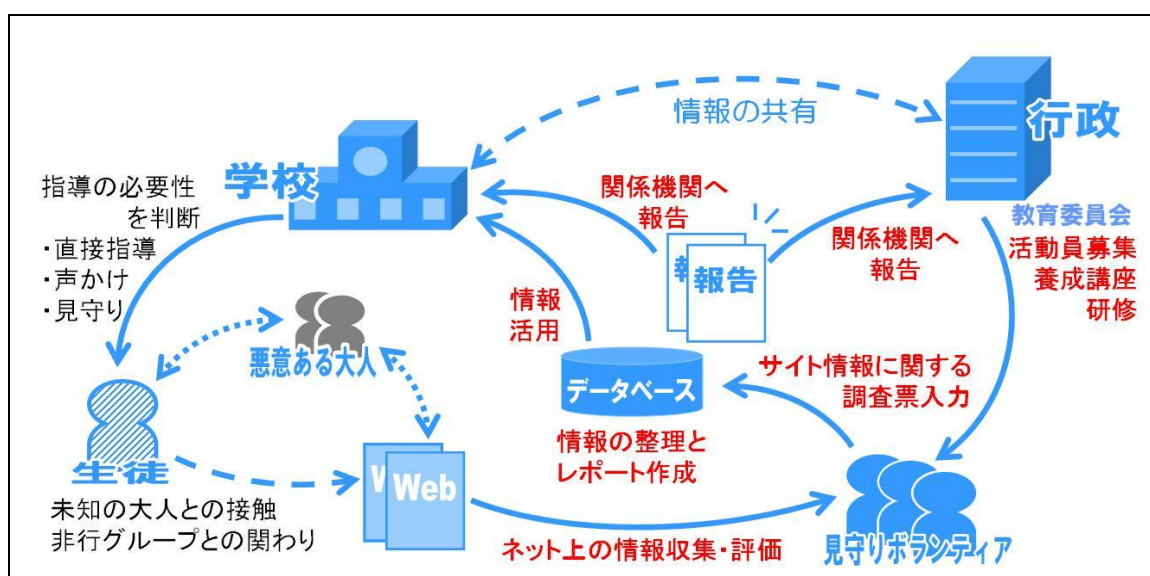 情報の共有
行政
教育委員会
活動員募集
養成講座
研修
学校
指導の必要性
を判断
・直接指導
・声かけ
・見守り
関係機関へ
報告
関係機関へ
報告
報告
情報
活用
悪意ある大人
データベース
サイト情報に関する
調査票入力
情報の整理と
レポート作成
生徒
未知の大人との接触
非行グループとの関わり
W
Web
ネット上の情報収集・評価
見守りボランティア